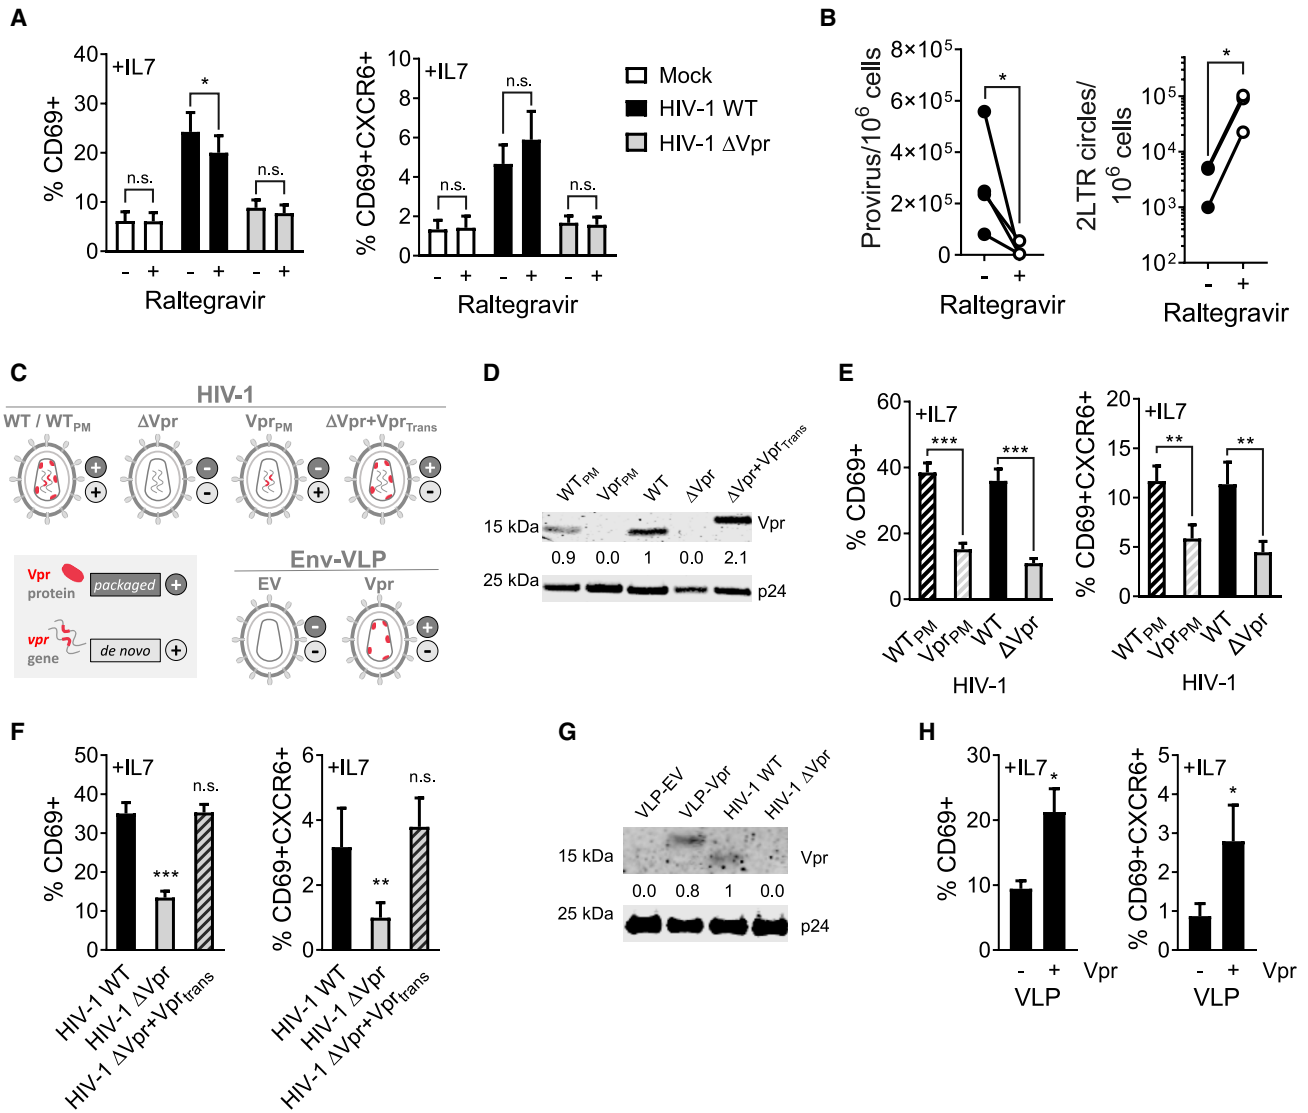 A
% CD69+
40
30
20
10
0
+IL7
n.s.
*
n.s.
- + - + - +
Raltegravir
% CD69+CXCR6+
10
8
6
4
2
0
+IL7
n.s.
n.s.
n.s.
- + - + - +
Raltegravir
Mock
HIV-1 WT
HIV-1 ΔVpr
B
Provirus/10⁶ cells
8×10⁵
6×10⁵
4×10⁵
2×10⁵
0
*
- +
Raltegravir
2LTR circles/
10⁶ cells
10⁵
10⁴
10³
10²
*
- +
Raltegravir
C
HIV-1
WT / WTPM
ΔVpr
VprPM
ΔVpr+VprTrans
+ - - +
+ - + -
Vpr
protein
packaged
+
vpr
gene
de novo
+
Env-VLP
EV
Vpr
- +
- -
D
WTPM
VprPM
WT
ΔVpr
ΔVpr+VprTrans
15 kDa
Vpr
0.9 0.0 1 0.0 2.1
25 kDa
p24
E
% CD69+
60
40
20
0
+IL7
***
***
WTPM
VprPM
WT
ΔVpr
HIV-1
% CD69+CXCR6+
20
15
10
5
0
+IL7
**
**
WTPM
VprPM
WT
ΔVpr
HIV-1
F
% CD69+
50
40
30
20
10
0
+IL7
***
n.s.
HIV-1 WT
HIV-1 ΔVpr
HIV-1 ΔVpr+Vprtrans
% CD69+CXCR6+
6
4
2
0
+IL7
**
n.s.
HIV-1 WT
HIV-1 ΔVpr
HIV-1 ΔVpr+Vprtrans
G
VLP-EV
VLP-Vpr
HIV-1 WT
HIV-1 ΔVpr
15 kDa
Vpr
0.0 0.8 1 0.0
25 kDa
p24
H
% CD69+
30
20
10
0
+IL7
*
- + Vpr
VLP
% CD69+CXCR6+
5
4
3
2
1
0
+IL7
*
- + Vpr
VLP